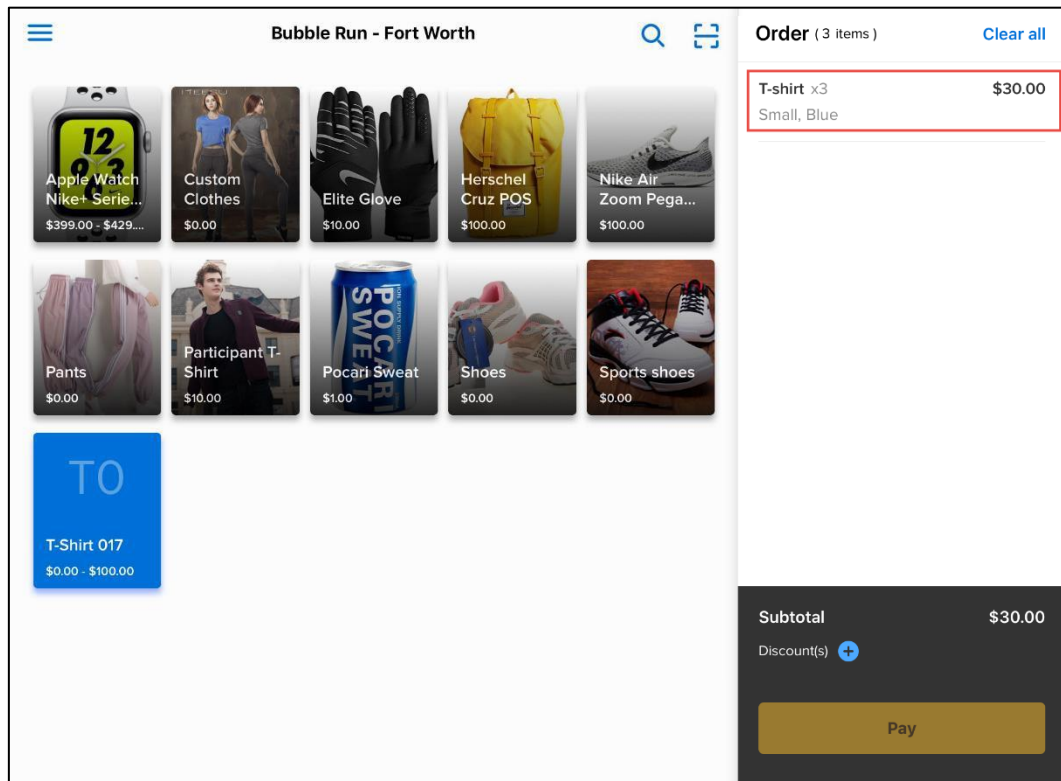 Bubble Run - Fort Worth
Apple Watch
Nike+ Serie...
$399.00 - $429....
Custom
Clothes
$0.00
Elite Glove
$10.00
Herschel
Cruz POS
$100.00
Nike Air
Zoom Pega...
$100.00
Pants
$0.00
Participant T-
Shirt
$10.00
POCARI
SWEAT
Pocari Sweat
$1.00
Shoes
$0.00
Sports shoes
$0.00
TO
T-Shirt 017
$0.00 - $100.00
Order ( 3 items )
Clear all
T-shirt x3 $30.00
Small, Blue
Subtotal $30.00
Discount(s) +
Pay